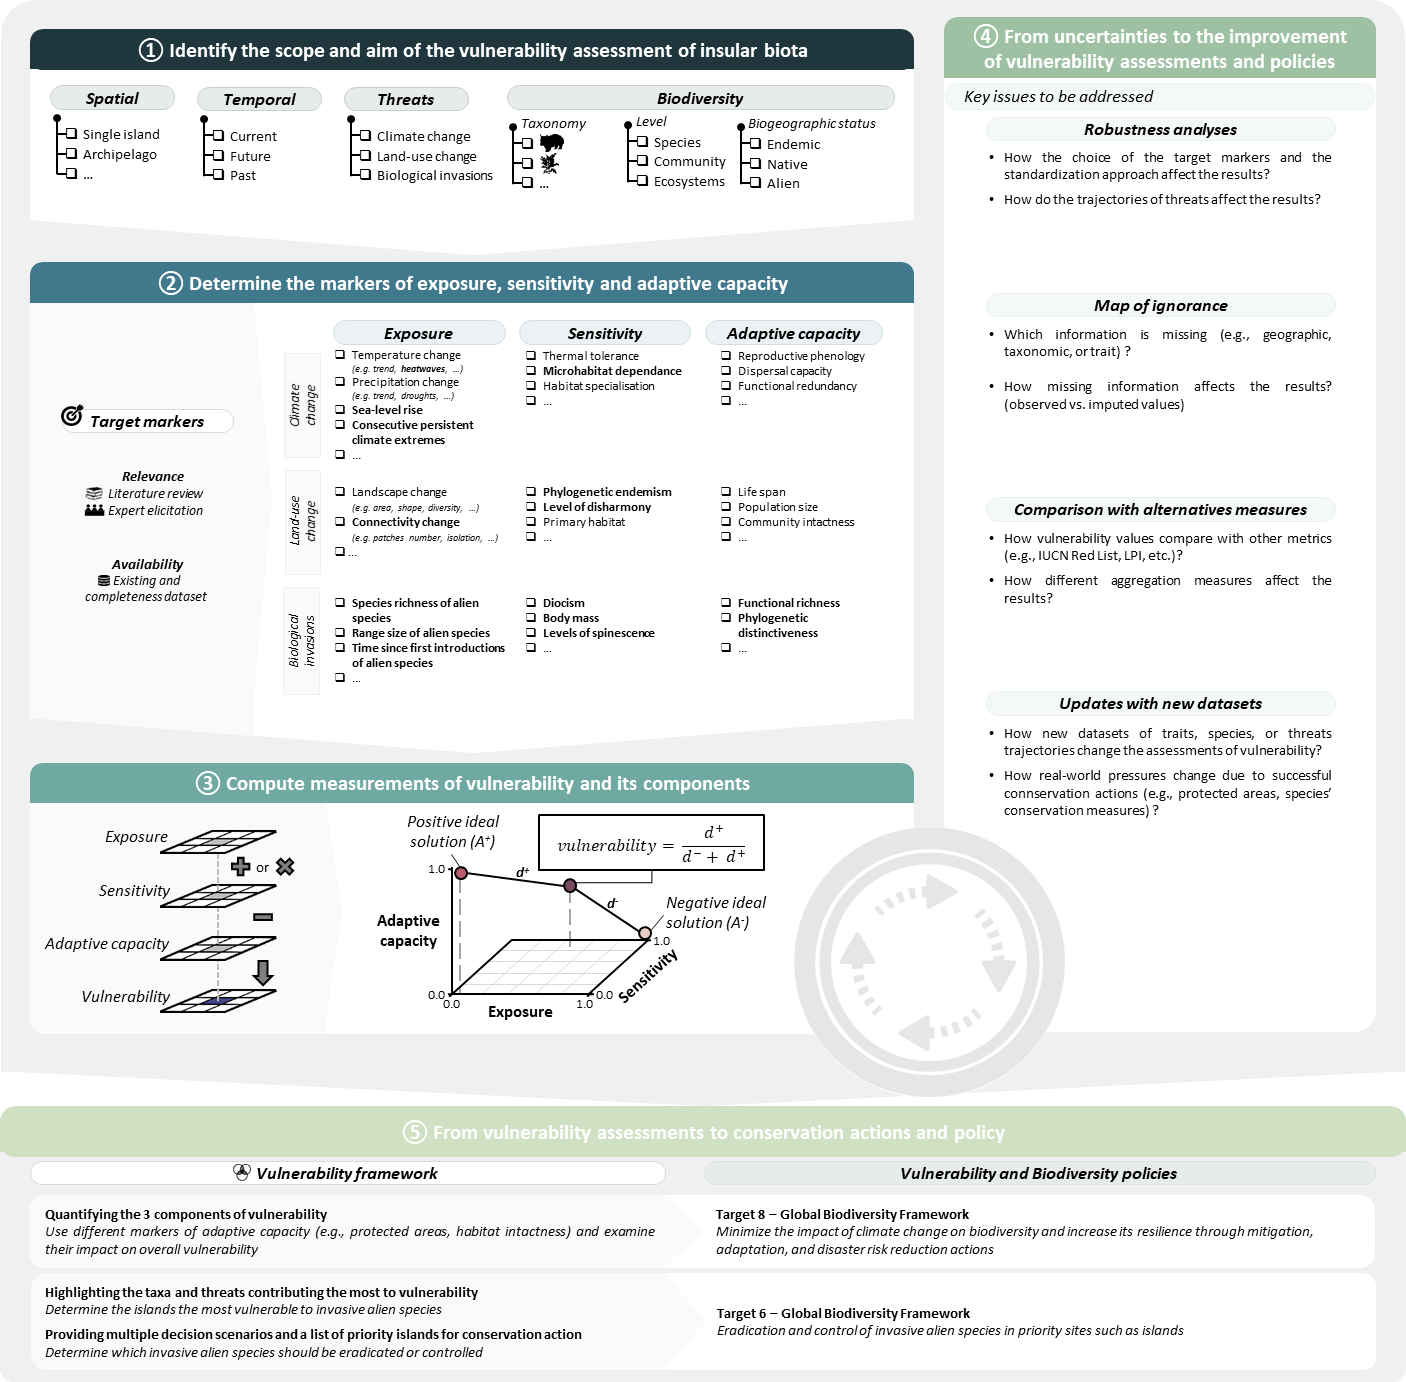 ① Identify the scope and aim of the vulnerability assessment of insular biota
Spatial
Single island
Archipelago
...
Temporal
Current
Future
Past
Threats
Climate change
Land-use change
Biological invasions
Biodiversity
Taxonomy
...
Level
Species
Community
Ecosystems
Biogeographic status
Endemic
Native
Alien
② Determine the markers of exposure, sensitivity and adaptive capacity
Target markers
Relevance
Literature review
Expert elicitation
Availability
Existing and
completeness dataset
Exposure
Sensitivity
Adaptive capacity
Climate
change
Temperature change
(e.g. trend, heatwaves, ...)
Precipitation change
(e.g. trend, droughts, ...)
Sea-level rise
Consecutive persistent
climate extremes
...
Thermal tolerance
Microhabitat dependance
Habitat specialisation
...
Reproductive phenology
Dispersal capacity
Functional redundancy
...
Land-use
change
Landscape change
(e.g. area, shape, diversity, ...)
Connectivity change
(e.g. patches number, isolation, ...)
...
Phylogenetic endemism
Level of disharmony
Primary habitat
...
Life span
Population size
Community intactness
...
Biological
invasions
Species richness of alien
species
Range size of alien species
Time since first introductions
of alien species
...
Diocism
Body mass
Levels of spinescence
...
Functional richness
Phylogenetic
distinctiveness
...
③ Compute measurements of vulnerability and its components
Exposure
or
Sensitivity
Adaptive capacity
Vulnerability
Positive ideal
solution (A⁺)
vulnerability = d⁺ / (d⁻ + d⁺)
1.0
d⁺
d⁻
Negative ideal
solution (A⁻)
Adaptive
capacity
1.0
Sensitivity
0.0
0.0
0.0
1.0
Exposure
④ From uncertainties to the improvement
of vulnerability assessments and policies
Key issues to be addressed
Robustness analyses
• How the choice of the target markers and the
standardization approach affect the results?
• How do the trajectories of threats affect the results?
Map of ignorance
• Which information is missing (e.g., geographic,
taxonomic, or trait) ?
• How missing information affects the results?
(observed vs. imputed values)
Comparison with alternatives measures
• How vulnerability values compare with other metrics
(e.g., IUCN Red List, LPI, etc.)?
• How different aggregation measures affect the
results?
Updates with new datasets
• How new datasets of traits, species, or threats
trajectories change the assessments of vulnerability?
• How real-world pressures change due to successful
connservation actions (e.g., protected areas, species'
conservation measures) ?
⑤ From vulnerability assessments to conservation actions and policy
Vulnerability framework
Vulnerability and Biodiversity policies
Quantifying the 3 components of vulnerability
Use different markers of adaptive capacity (e.g., protected areas, habitat intactness) and examine
their impact on overall vulnerability
Target 8 – Global Biodiversity Framework
Minimize the impact of climate change on biodiversity and increase its resilience through mitigation,
adaptation, and disaster risk reduction actions
Highlighting the taxa and threats contributing the most to vulnerability
Determine the islands the most vulnerable to invasive alien species
Providing multiple decision scenarios and a list of priority islands for conservation action
Determine which invasive alien species should be eradicated or controlled
Target 6 – Global Biodiversity Framework
Eradication and control of invasive alien species in priority sites such as islands